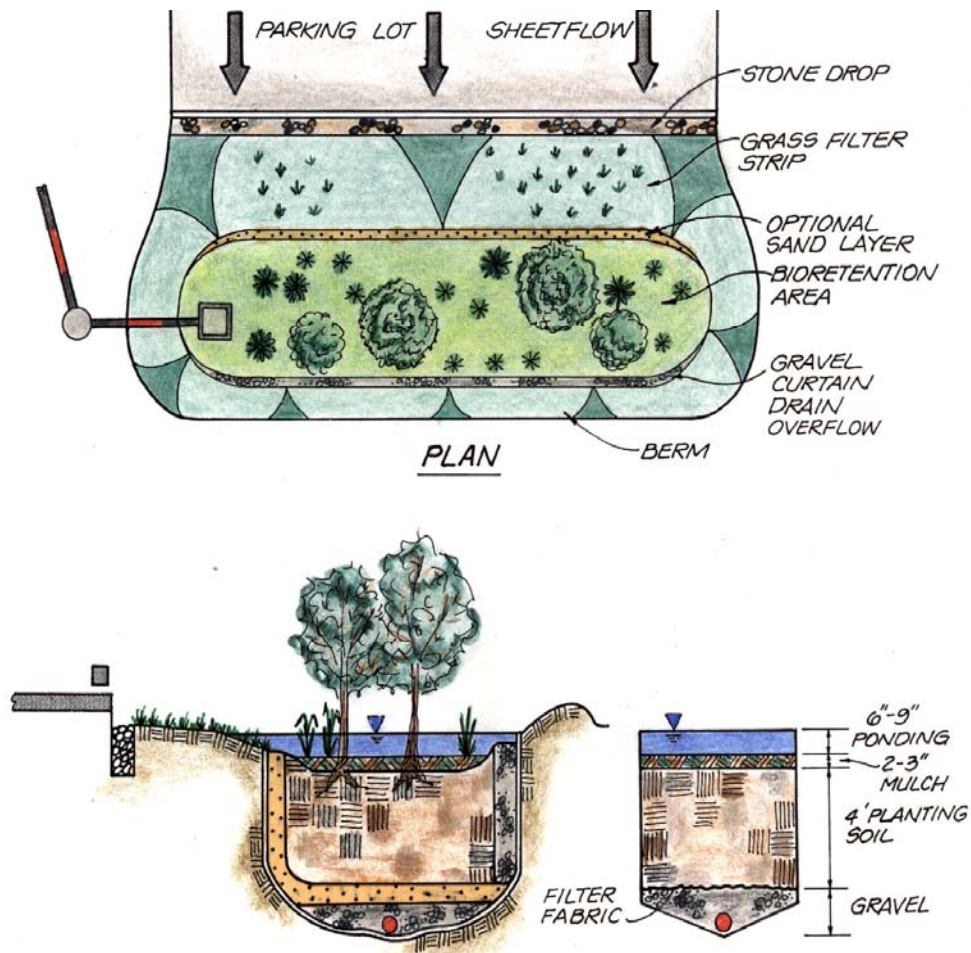 PARKING LOT SHEETFLOW
STONE DROP
GRASS FILTER
STRIP
OPTIONAL
SAND LAYER
BIORETENTION
AREA
GRAVEL
CURTAIN
DRAIN
OVERFLOW
BERM
PLAN
6"-9"
PONDING
2-3"
MULCH
4' PLANTING
SOIL
FILTER
FABRIC
GRAVEL